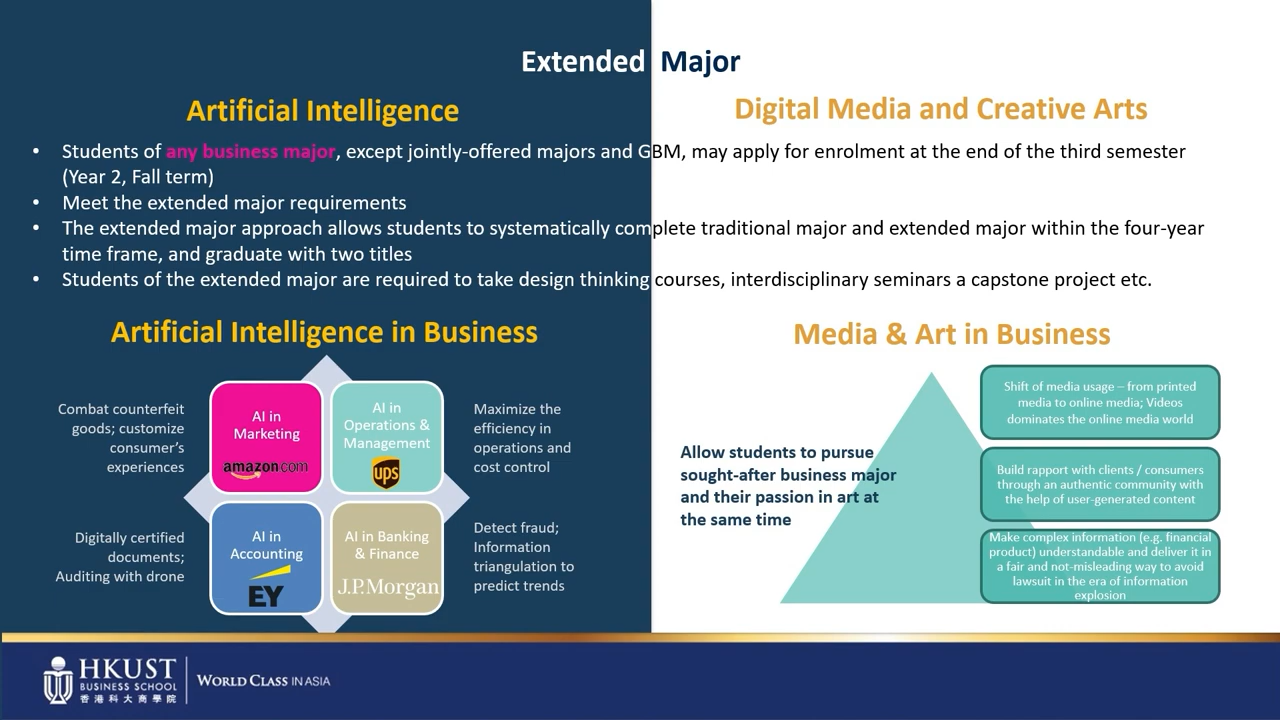 Extended Major
Artificial Intelligence
Digital Media and Creative Arts
• Students of any business major, except jointly-offered majors and GBM, may apply for enrolment at the end of the third semester
(Year 2, Fall term)
• Meet the extended major requirements
• The extended major approach allows students to systematically complete traditional major and extended major within the four-year
time frame, and graduate with two titles
• Students of the extended major are required to take design thinking courses, interdisciplinary seminars a capstone project etc.
Artificial Intelligence in Business
Combat counterfeit
goods; customize
consumer's
experiences
AI in
Marketing
amazon.com
AI in
Operations &
Management
ups
Maximize the
efficiency in
operations and
cost control
Digitally certified
documents;
Auditing with drone
AI in
Accounting
EY
AI in Banking
& Finance
J.P.Morgan
Detect fraud;
Information
triangulation to
predict trends
Media & Art in Business
Allow students to pursue
sought-after business major
and their passion in art at
the same time
Shift of media usage – from printed
media to online media; Videos
dominates the online media world
Build rapport with clients / consumers
through an authentic community with
the help of user-generated content
Make complex information (e.g. financial
product) understandable and deliver it in
a fair and not-misleading way to avoid
lawsuit in the era of information
explosion
HKUST
BUSINESS SCHOOL
香港科大商學院
WORLD CLASS IN ASIA